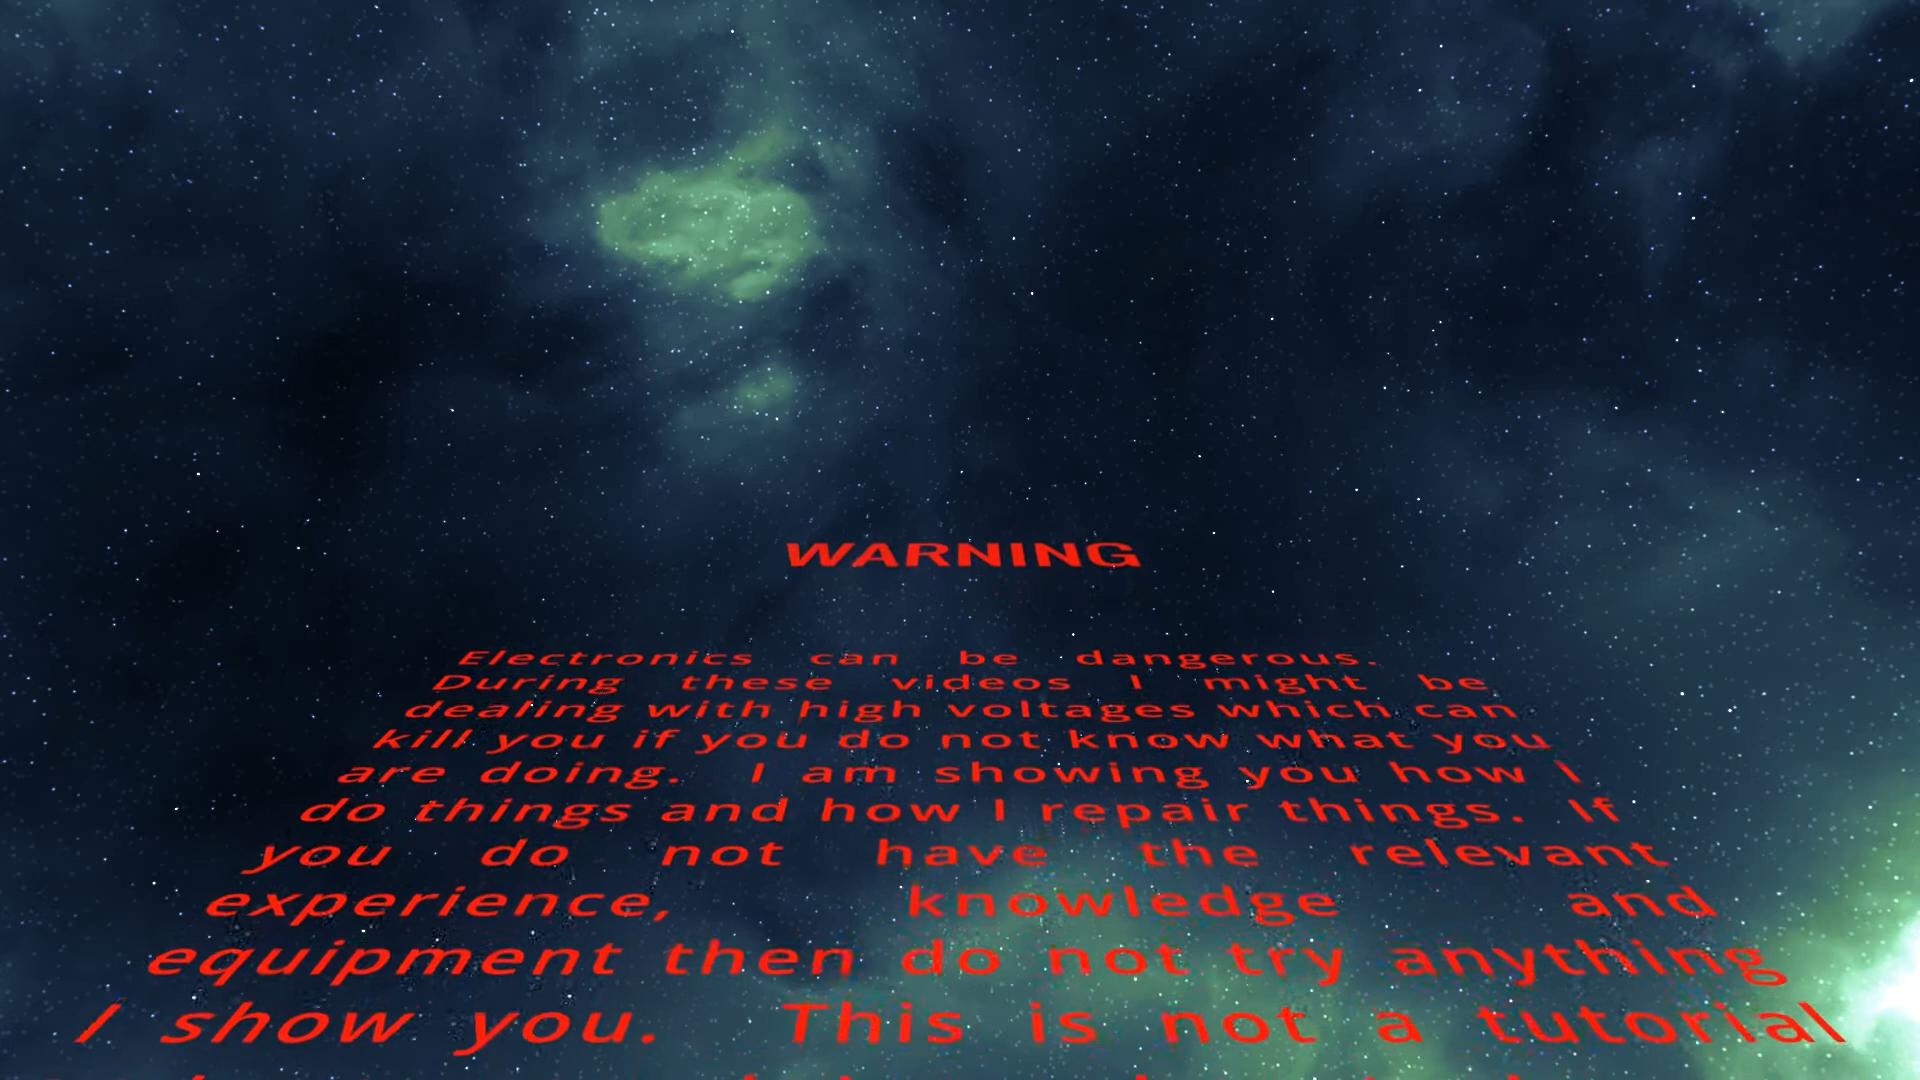 WARNING
Electronics can be dangerous.
During these videos I might be
dealing with high voltages which can
kill you if you do not know what you
are doing. I am showing you how I
do things and how I repair things. If
you do not have the relevant
experience, knowledge and
equipment then do not try anything
I show you. This is not a tutorial